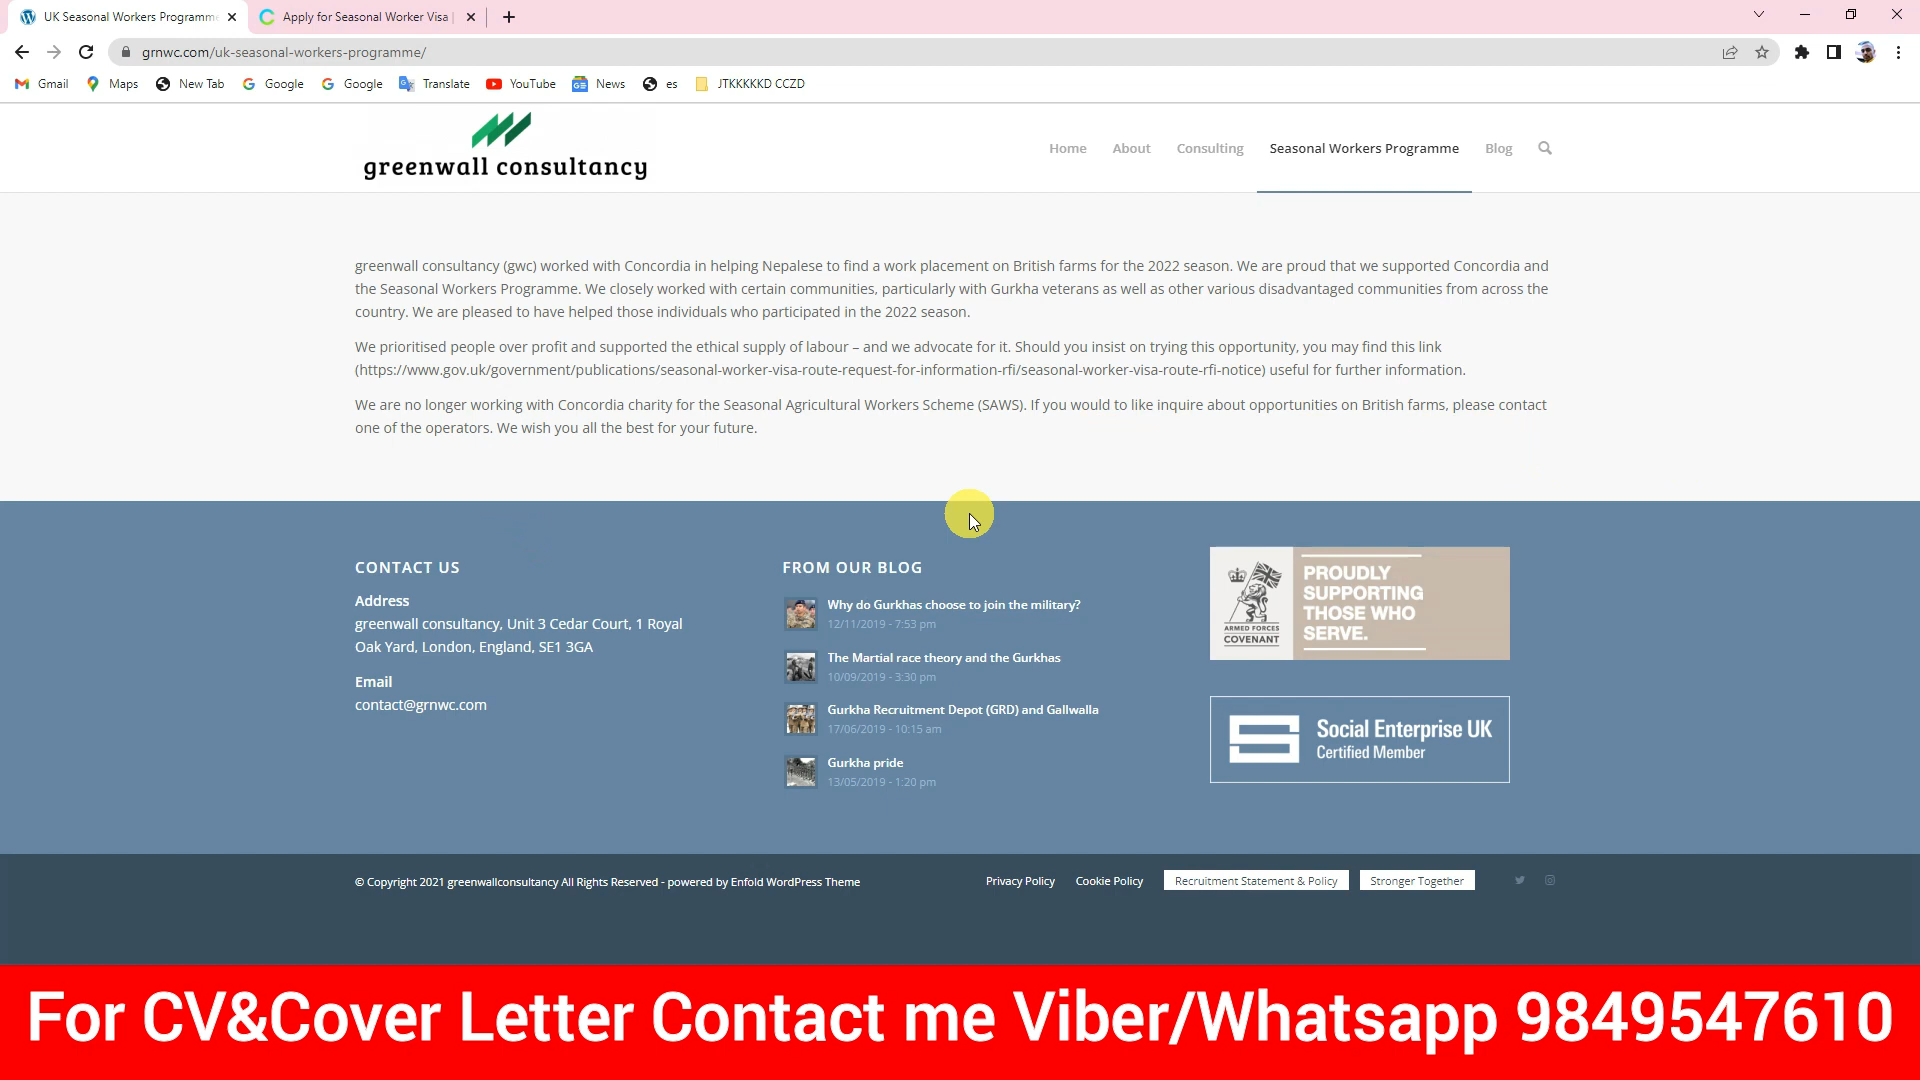 UK Seasonal Workers Programme
Apply for Seasonal Worker Visa |
grnwc.com/uk-seasonal-workers-programme/
Gmail
Maps
New Tab
Google
Google
Translate
YouTube
News
es
JTKKKKKD CCZD
greenwall consultancy
Home
About
Consulting
Seasonal Workers Programme
Blog
greenwall consultancy (gwc) worked with Concordia in helping Nepalese to find a work placement on British farms for the 2022 season. We are proud that we supported Concordia and
the Seasonal Workers Programme. We closely worked with certain communities, particularly with Gurkha veterans as well as other various disadvantaged communities from across the
country. We are pleased to have helped those individuals who participated in the 2022 season.
We prioritised people over profit and supported the ethical supply of labour – and we advocate for it. Should you insist on trying this opportunity, you may find this link
(https://www.gov.uk/government/publications/seasonal-worker-visa-route-request-for-information-rfi/seasonal-worker-visa-route-rfi-notice) useful for further information.
We are no longer working with Concordia charity for the Seasonal Agricultural Workers Scheme (SAWS). If you would to like inquire about opportunities on British farms, please contact
one of the operators. We wish you all the best for your future.
CONTACT US
Address
greenwall consultancy, Unit 3 Cedar Court, 1 Royal
Oak Yard, London, England, SE1 3GA
Email
contact@grnwc.com
FROM OUR BLOG
Why do Gurkhas choose to join the military?
12/11/2019 - 7:53 pm
The Martial race theory and the Gurkhas
10/09/2019 - 3:30 pm
Gurkha Recruitment Depot (GRD) and Gallwalla
17/06/2019 - 10:15 am
Gurkha pride
13/05/2019 - 1:20 pm
ARMED FORCES
COVENANT
PROUDLY
SUPPORTING
THOSE WHO
SERVE.
Social Enterprise UK
Certified Member
© Copyright 2021 greenwallconsultancy All Rights Reserved - powered by Enfold WordPress Theme
Privacy Policy
Cookie Policy
Recruitment Statement & Policy
Stronger Together
For CV&Cover Letter Contact me Viber/Whatsapp 9849547610